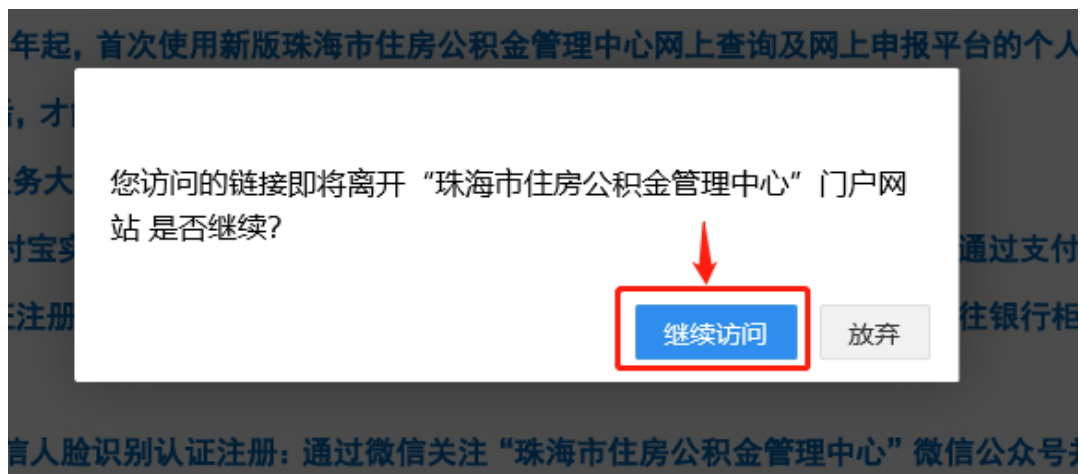 年起，首次使用新版珠海市住房公积金管理中心网上查询及网上申报平台的个人
，才
务大
您访问的链接即将离开“珠海市住房公积金管理中心”门户网
站 是否继续?
付宝实
通过支付
注册
往银行柜
继续访问
放弃
信人脸识别认证注册：通过微信关注“珠海市住房公积金管理中心”微信公众号并